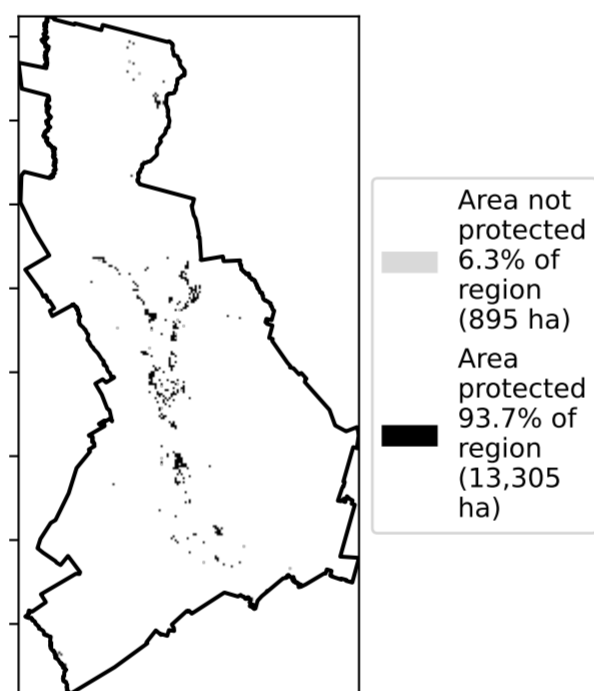 Area not
protected
6.3% of
region
(895 ha)
Area
protected
93.7% of
region
(13,305
ha)